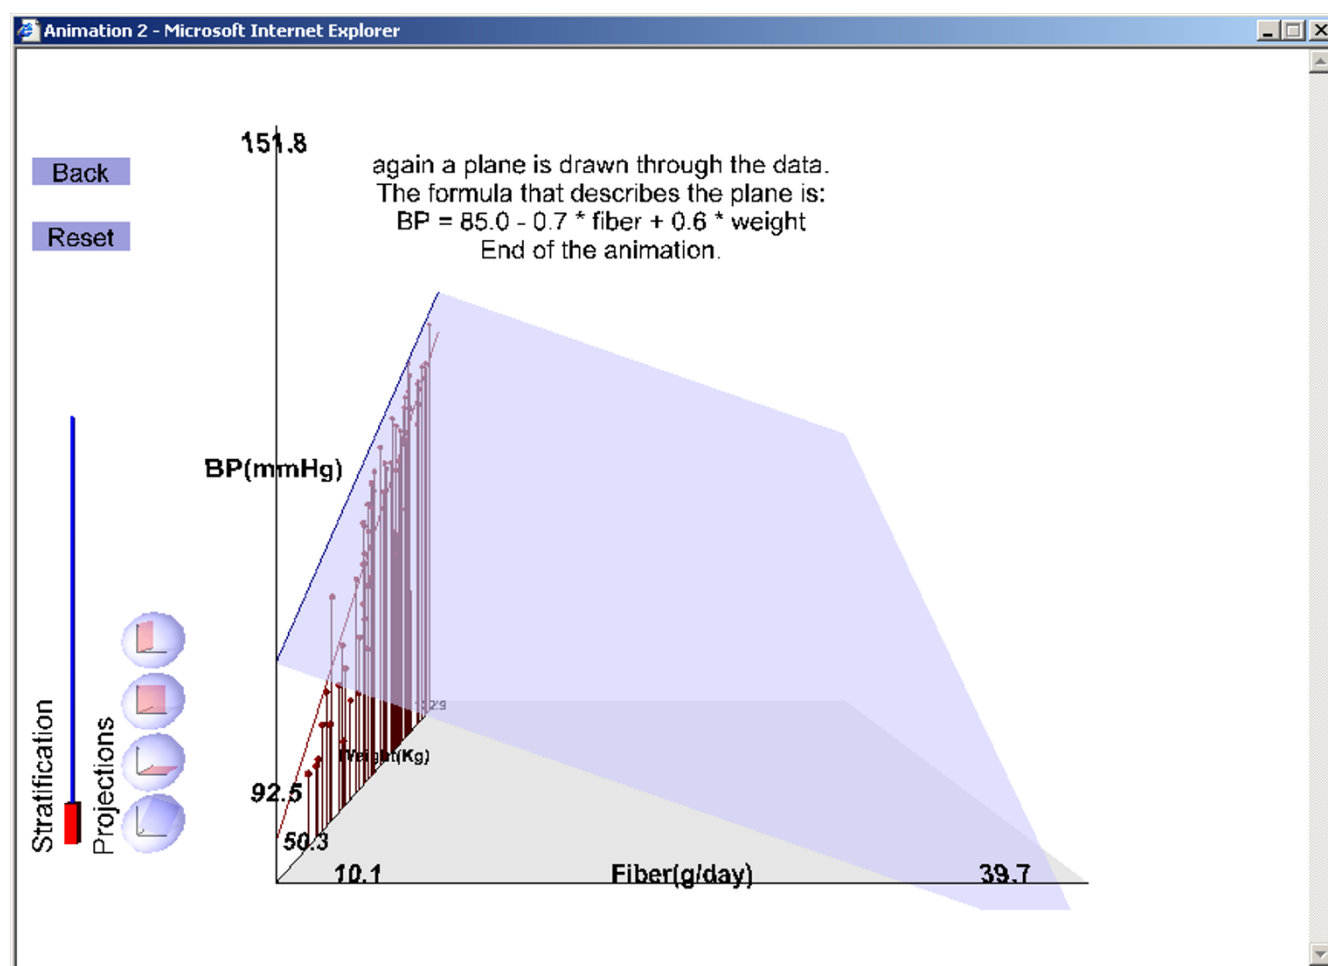 Animation 2 - Microsoft Internet Explorer
151.8
again a plane is drawn through the data.
The formula that describes the plane is:
BP = 85.0 - 0.7 * fiber + 0.6 * weight
End of the animation.
Back
Reset
BP(mmHg)
Stratification
Projections
Weight(Kg)
92.5
50.3
10.1
Fiber(g/day)
39.7